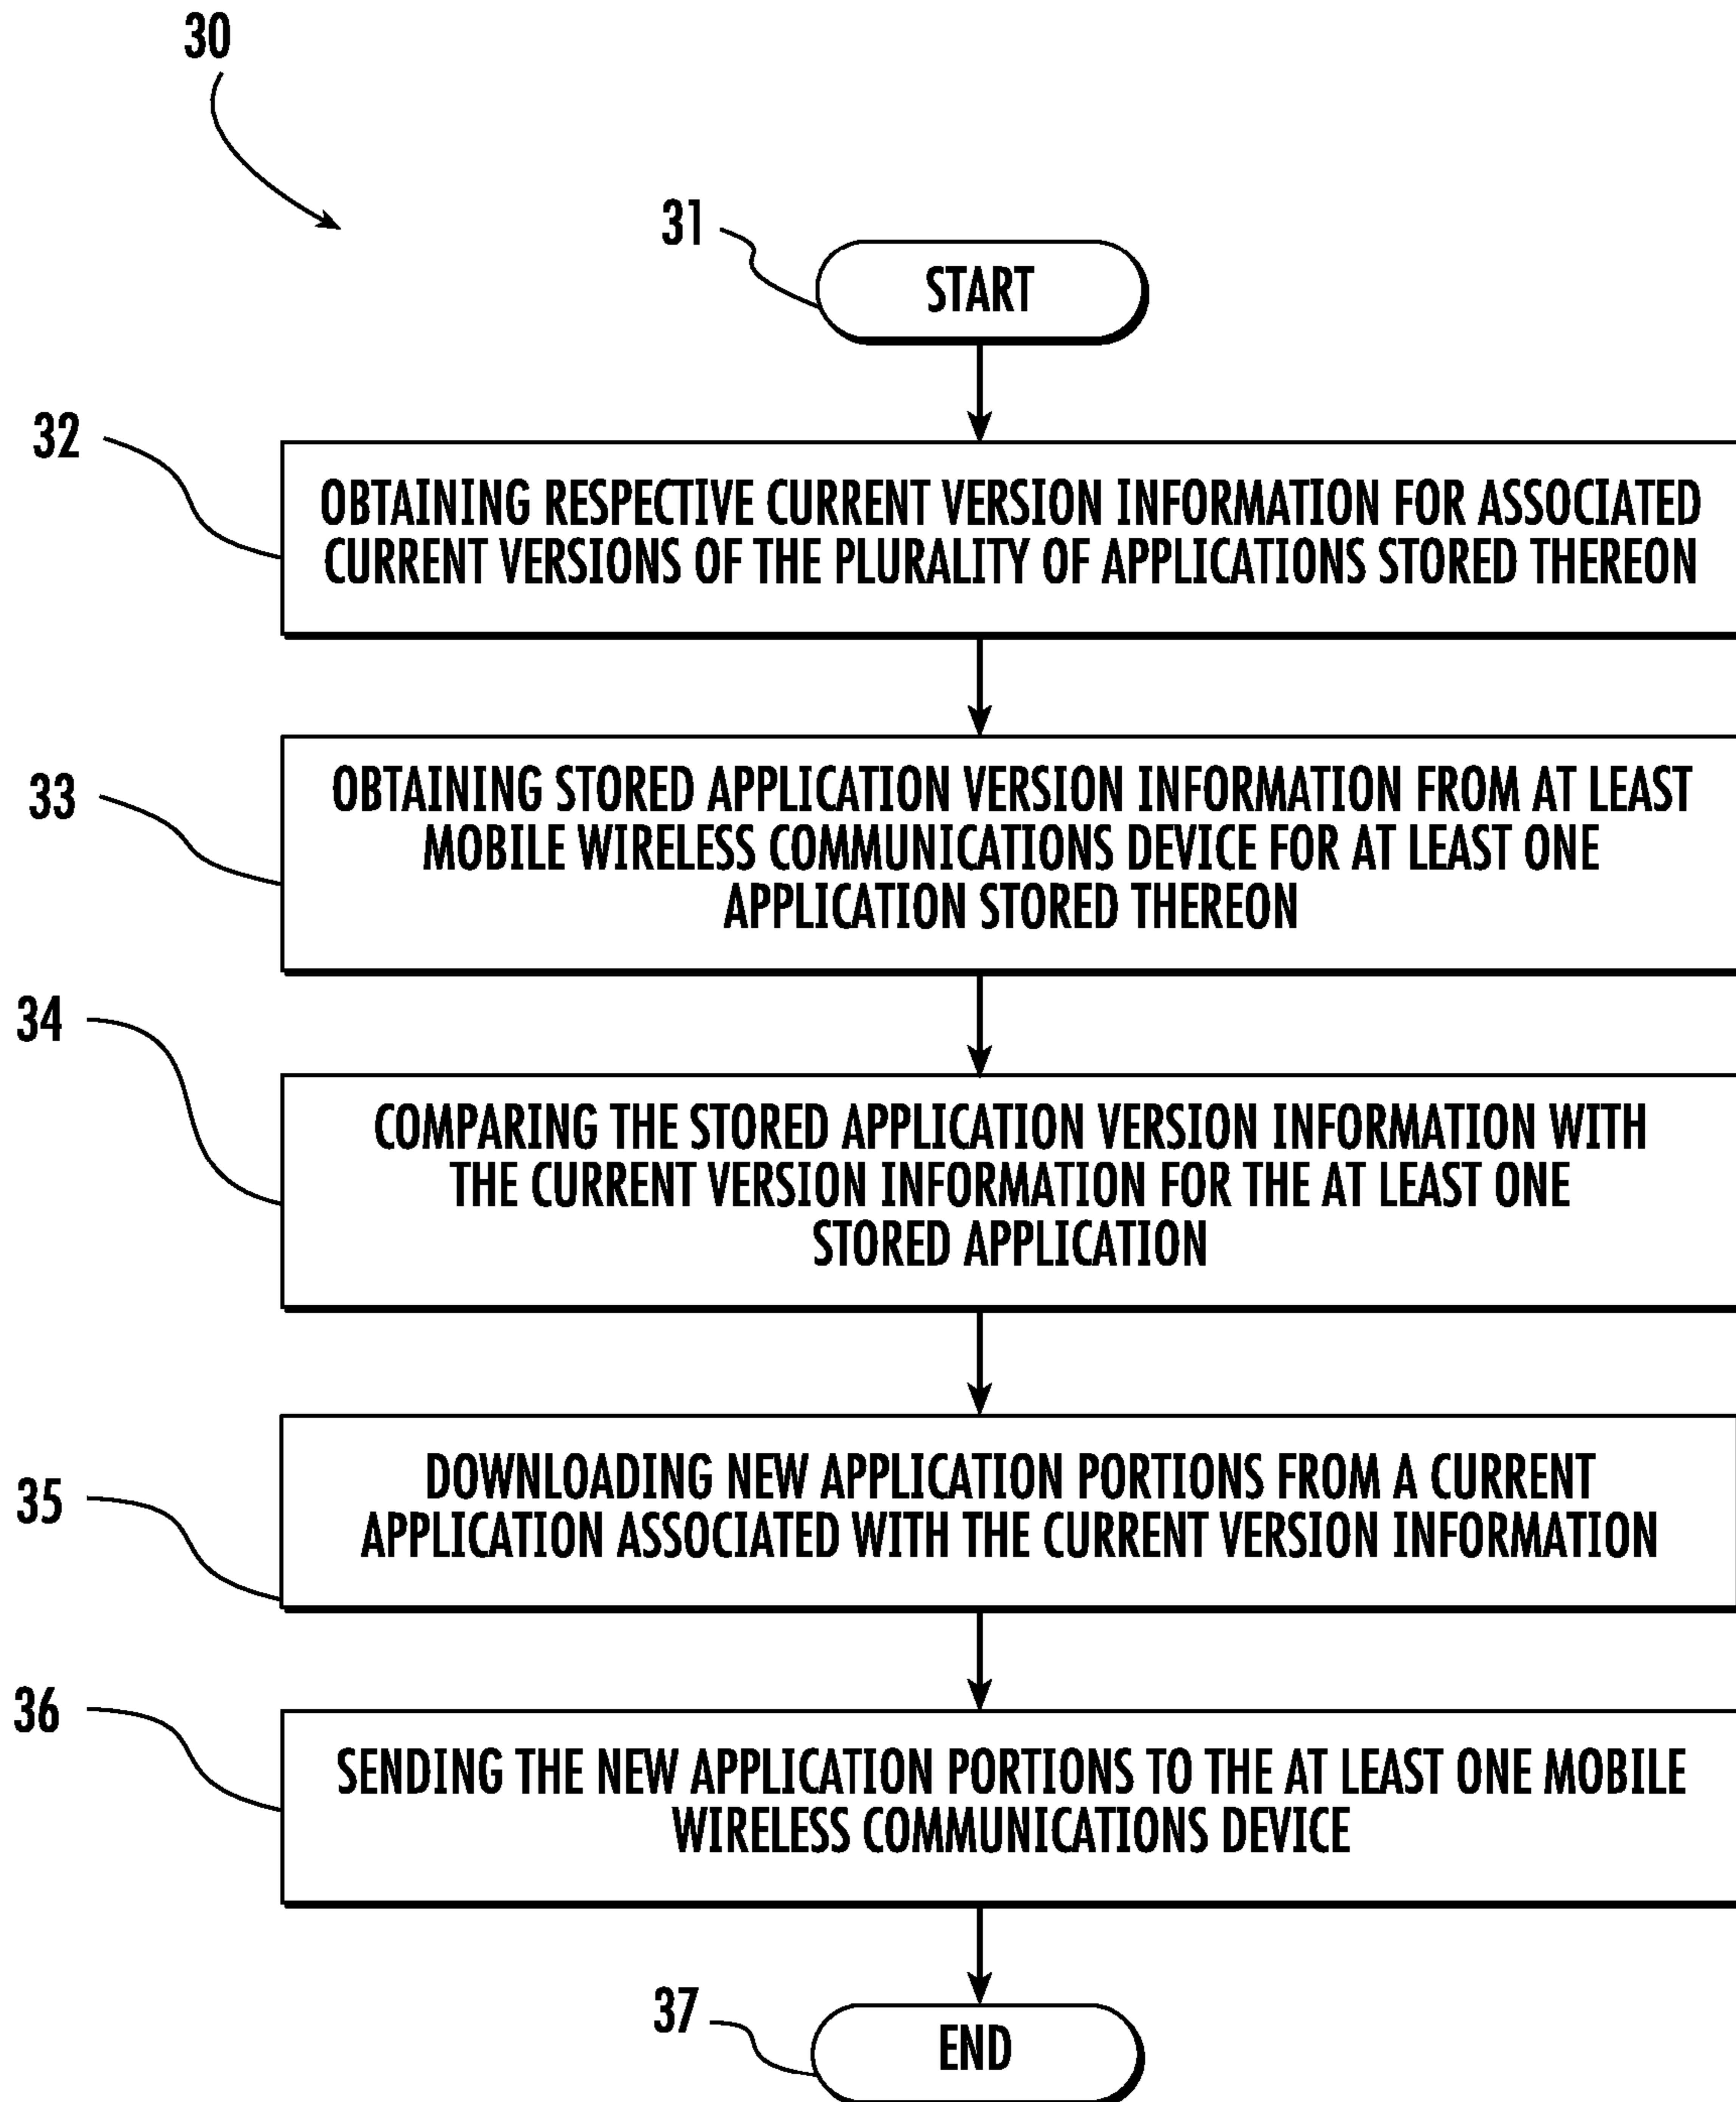 30
31
START
32
OBTAINING RESPECTIVE CURRENT VERSION INFORMATION FOR ASSOCIATED
CURRENT VERSIONS OF THE PLURALITY OF APPLICATIONS STORED THEREON
33
OBTAINING STORED APPLICATION VERSION INFORMATION FROM AT LEAST
MOBILE WIRELESS COMMUNICATIONS DEVICE FOR AT LEAST ONE
APPLICATION STORED THEREON
34
COMPARING THE STORED APPLICATION VERSION INFORMATION WITH
THE CURRENT VERSION INFORMATION FOR THE AT LEAST ONE
STORED APPLICATION
35
DOWNLOADING NEW APPLICATION PORTIONS FROM A CURRENT
APPLICATION ASSOCIATED WITH THE CURRENT VERSION INFORMATION
36
SENDING THE NEW APPLICATION PORTIONS TO THE AT LEAST ONE MOBILE
WIRELESS COMMUNICATIONS DEVICE
37
END